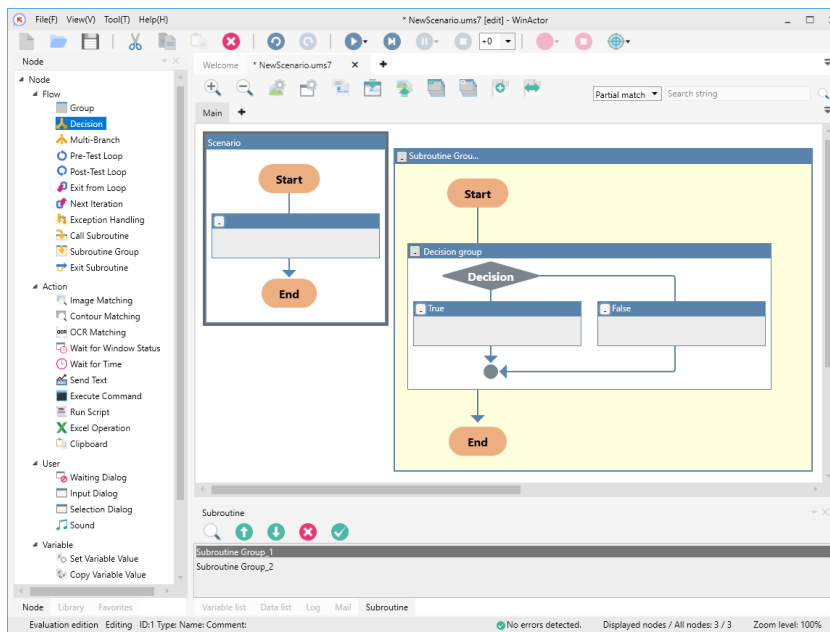 File(F) View(V) Tool(T) Help(H) * NewScenario.ums7 [edit] - WinActor
+0
Node
Welcome * NewScenario.ums7
Partial match Search string
Main
Node
Flow
Group
Decision
Multi-Branch
Pre-Test Loop
Post-Test Loop
Exit from Loop
Next Iteration
Exception Handling
Call Subroutine
Subroutine Group
Exit Subroutine
Action
Image Matching
Contour Matching
OCR OCR Matching
Wait for Window Status
Wait for Time
Send Text
Execute Command
Run Script
Excel Operation
Clipboard
User
Waiting Dialog
Input Dialog
Selection Dialog
Sound
Variable
Set Variable Value
Copy Variable Value
Node Library Favorites
Scenario
Start
End
Subroutine Grou...
Start
Decision group
Decision
True False
End
Subroutine
Subroutine Group_1
Subroutine Group_2
Variable list Data list Log Mail Subroutine
Evaluation edition Editing ID:1 Type: Name: Comment: No errors detected. Displayed nodes / All nodes: 3 / 3 Zoom level: 100%